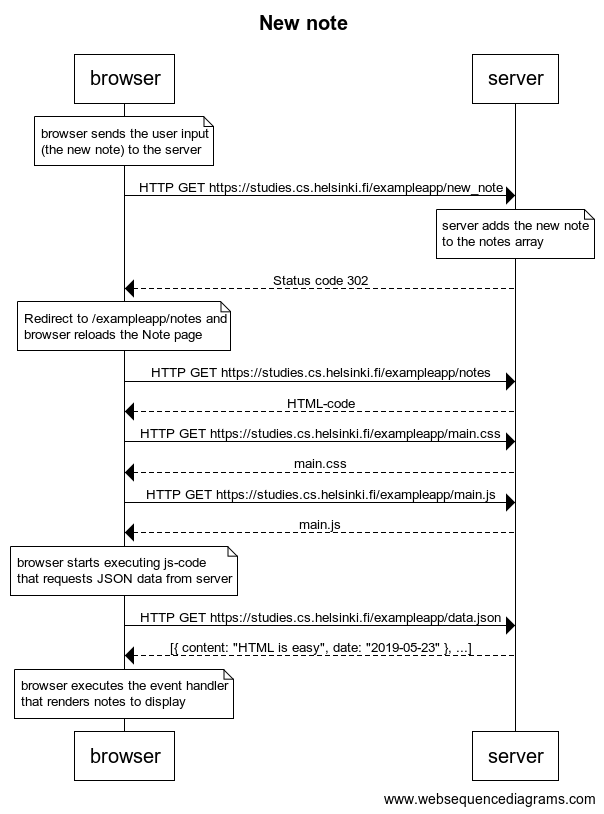 New note
browser
server
browser sends the user input
(the new note) to the server
HTTP GET https://studies.cs.helsinki.fi/exampleapp/new_note
server adds the new note
to the notes array
Status code 302
Redirect to /exampleapp/notes and
browser reloads the Note page
HTTP GET https://studies.cs.helsinki.fi/exampleapp/notes
HTML-code
HTTP GET https://studies.cs.helsinki.fi/exampleapp/main.css
main.css
HTTP GET https://studies.cs.helsinki.fi/exampleapp/main.js
main.js
browser starts executing js-code
that requests JSON data from server
HTTP GET https://studies.cs.helsinki.fi/exampleapp/data.json
[{ content: "HTML is easy", date: "2019-05-23" }, ...]
browser executes the event handler
that renders notes to display
browser
server
www.websequencediagrams.com